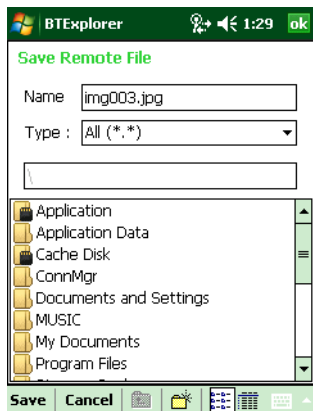 BTExplorer 1:29 ok
Save Remote File
Name img003.jpg
Type : All (*.*)
\
Application
Application Data
Cache Disk
ConnMgr
Documents and Settings
MUSIC
My Documents
Program Files
Save Cancel